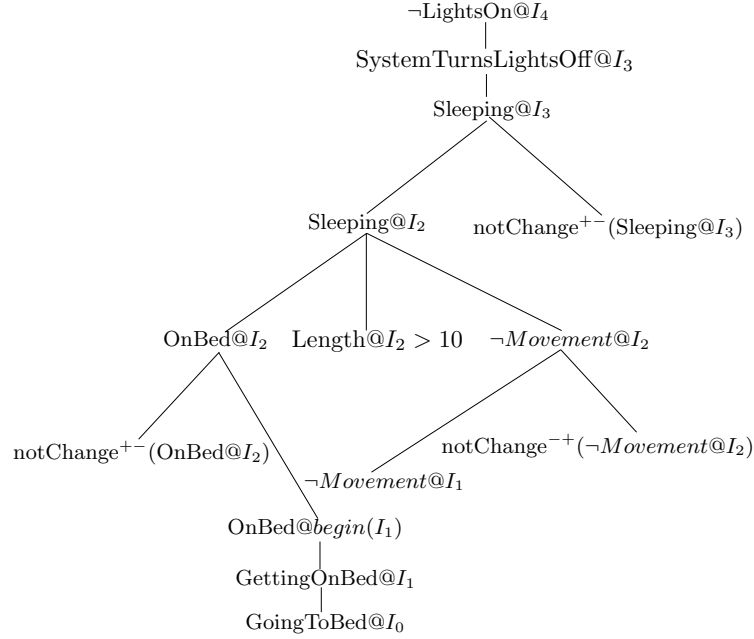 ¬LightsOn@I₄
SystemTurnsLightsOff@I₃
Sleeping@I₃
Sleeping@I₂ notChange⁺⁻(Sleeping@I₃)
OnBed@I₂ Length@I₂ > 10 ¬Movement@I₂
notChange⁺⁻(OnBed@I₂) notChange⁻⁺(¬Movement@I₂)
¬Movement@I₁
OnBed@begin(I₁)
GettingOnBed@I₁
GoingToBed@I₀